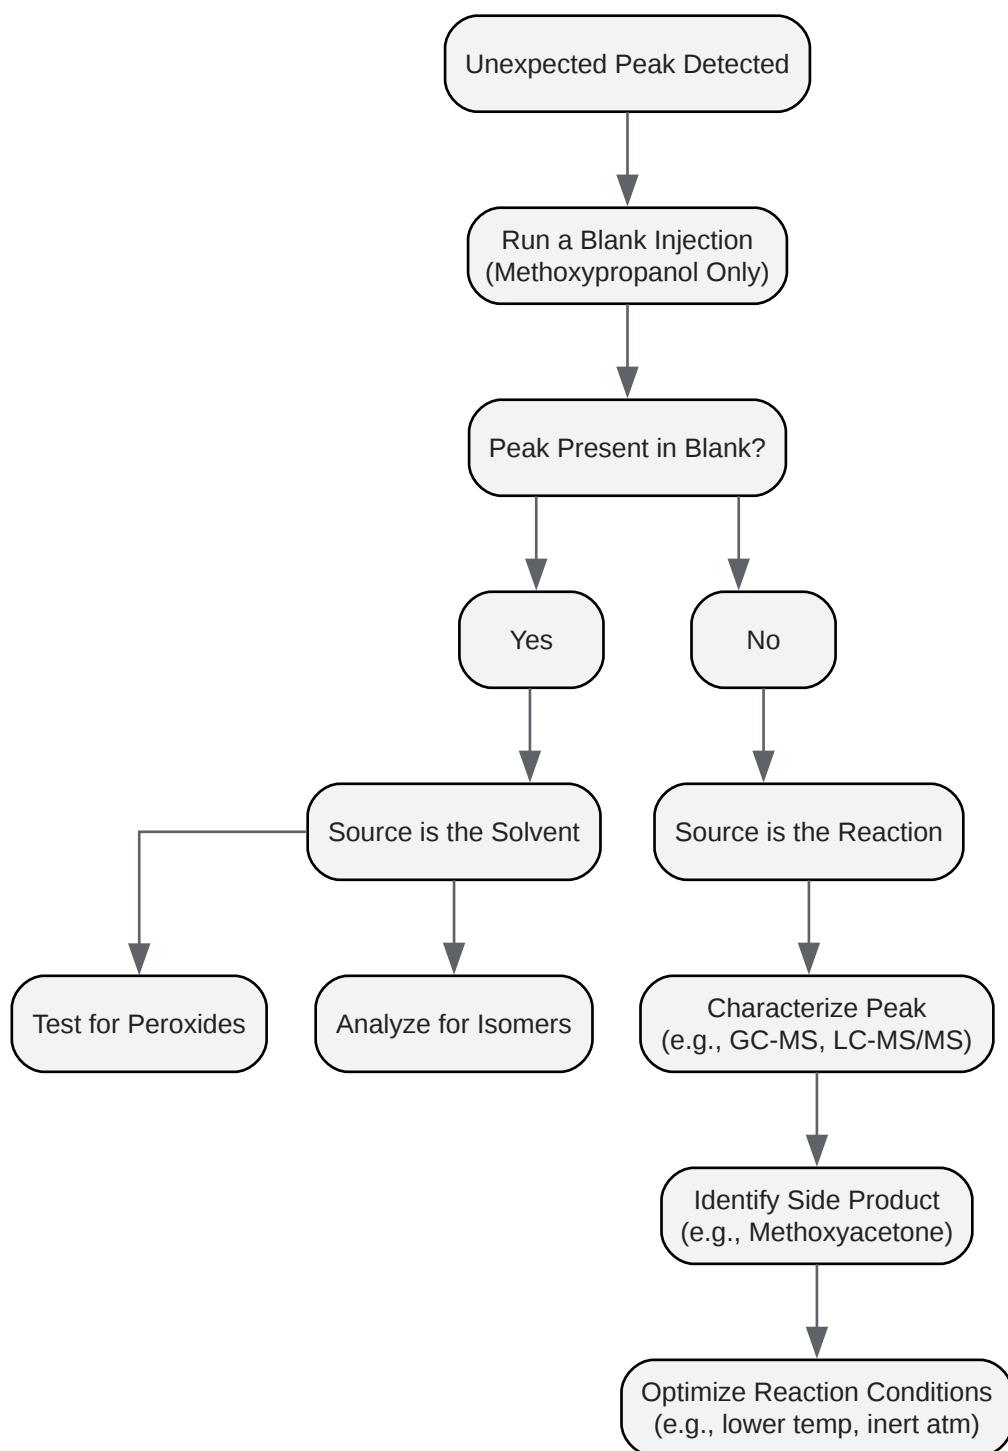 Unexpected Peak Detected
Run a Blank Injection
(Methoxypropanol Only)
Peak Present in Blank?
Yes
No
Source is the Solvent
Source is the Reaction
Test for Peroxides
Analyze for Isomers
Characterize Peak
(e.g., GC-MS, LC-MS/MS)
Identify Side Product
(e.g., Methoxyacetone)
Optimize Reaction Conditions
(e.g., lower temp, inert atm)